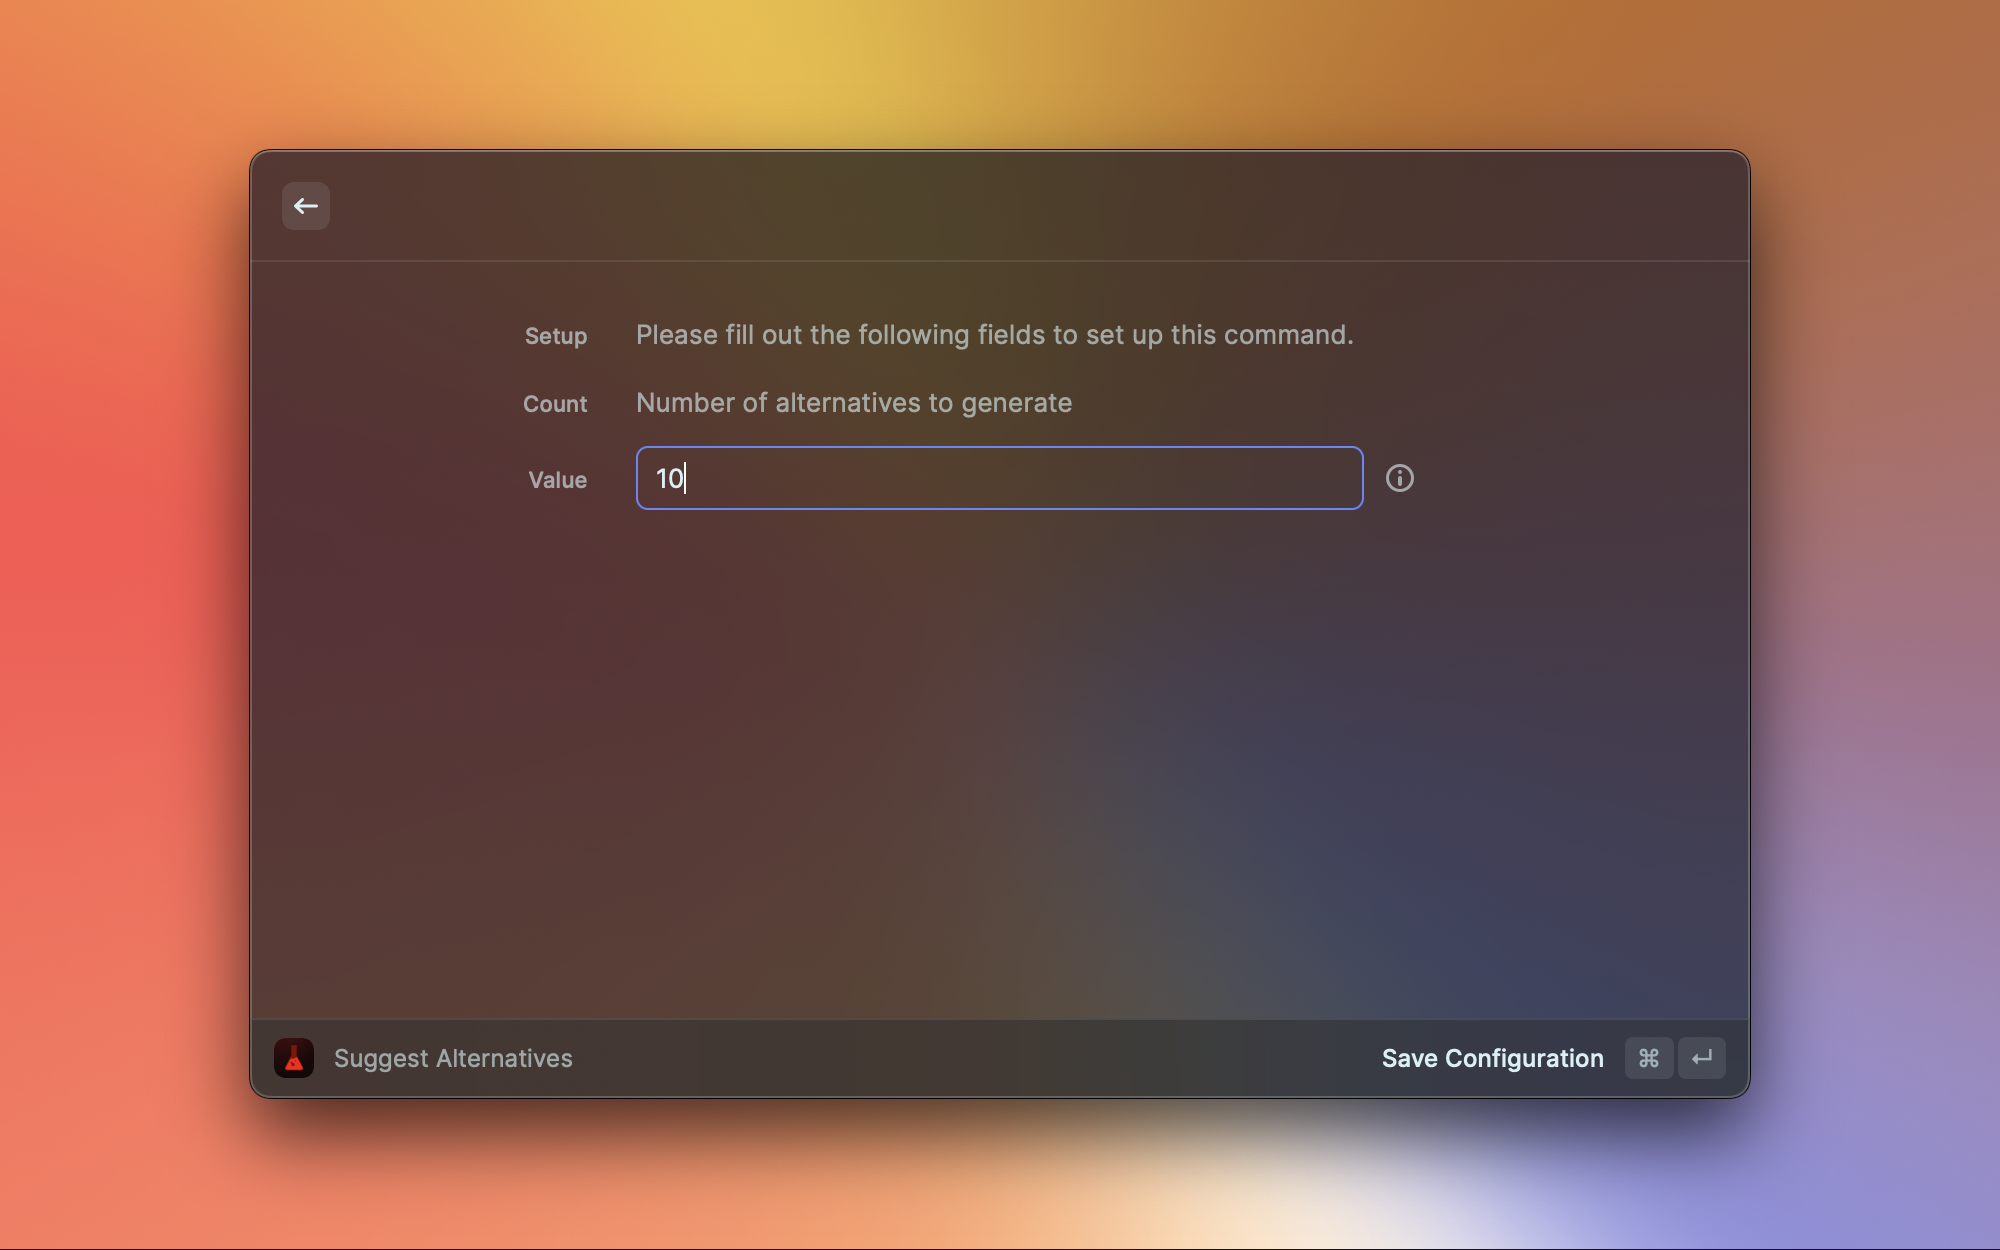 Setup Please fill out the following fields to set up this command.
Count Number of alternatives to generate
Value 10
Suggest Alternatives Save Configuration ⌘ ↵